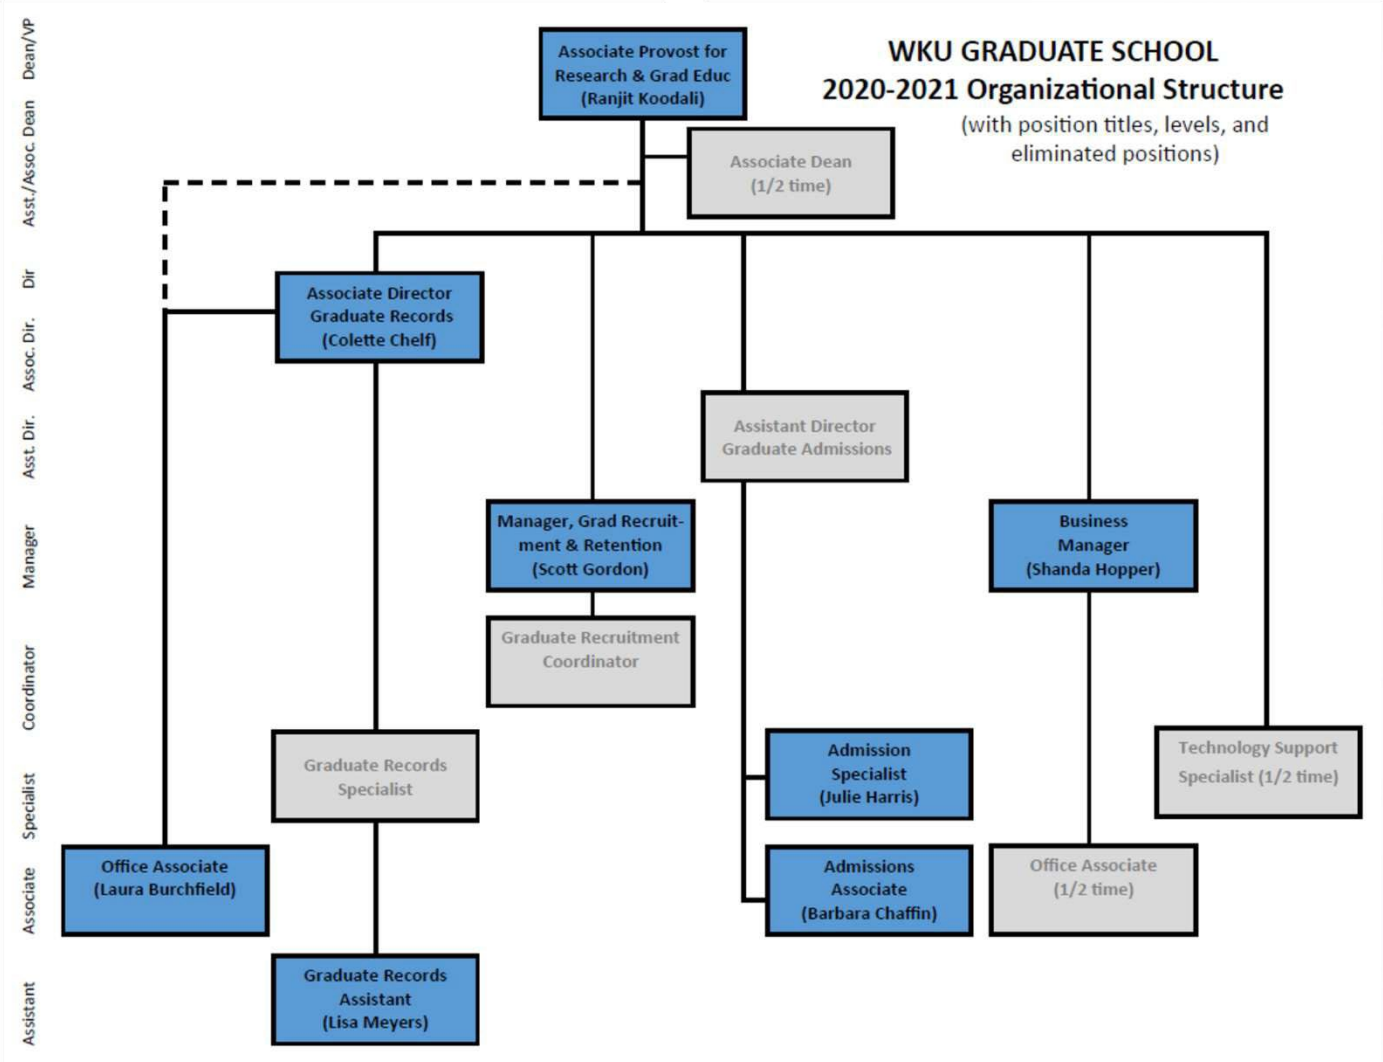 WKU GRADUATE SCHOOL
2020-2021 Organizational Structure
(with position titles, levels, and
eliminated positions)
Dean/VP
Asst./Assoc. Dean
Dir
Assoc. Dir.
Asst. Dir.
Manager
Coordinator
Specialist
Associate
Assistant
Associate Provost for
Research & Grad Educ
(Ranjit Koodali)
Associate Dean
(1/2 time)
Associate Director
Graduate Records
(Colette Chelf)
Assistant Director
Graduate Admissions
Manager, Grad Recruit-
ment & Retention
(Scott Gordon)
Business
Manager
(Shanda Hopper)
Graduate Recruitment
Coordinator
Graduate Records
Specialist
Admission
Specialist
(Julie Harris)
Technology Support
Specialist (1/2 time)
Office Associate
(Laura Burchfield)
Admissions
Associate
(Barbara Chaffin)
Office Associate
(1/2 time)
Graduate Records
Assistant
(Lisa Meyers)